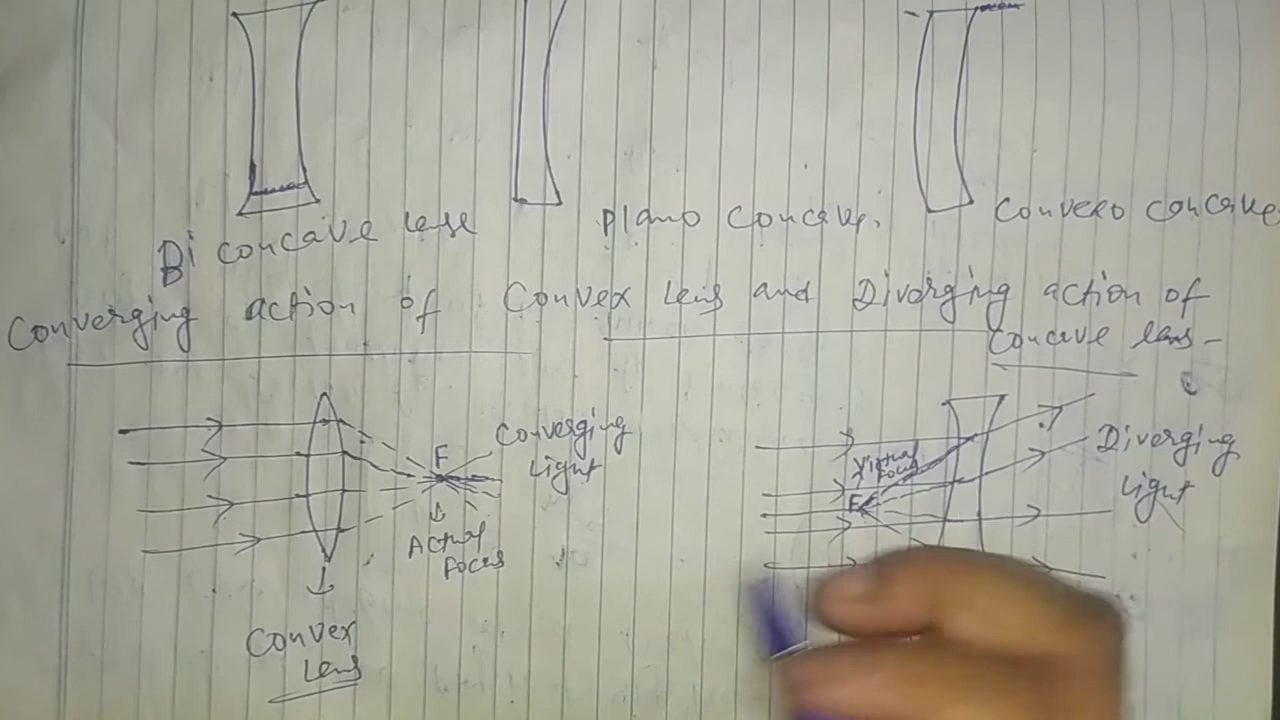 Bi concave lense
Plano concave.
Convexo concave
Converging action of Convex Lens and Diverging action of
Concave lens-
Converging
Light
F
Actual
Focus
Convex
Lens
Virtual
Focus
F
Diverging
Light